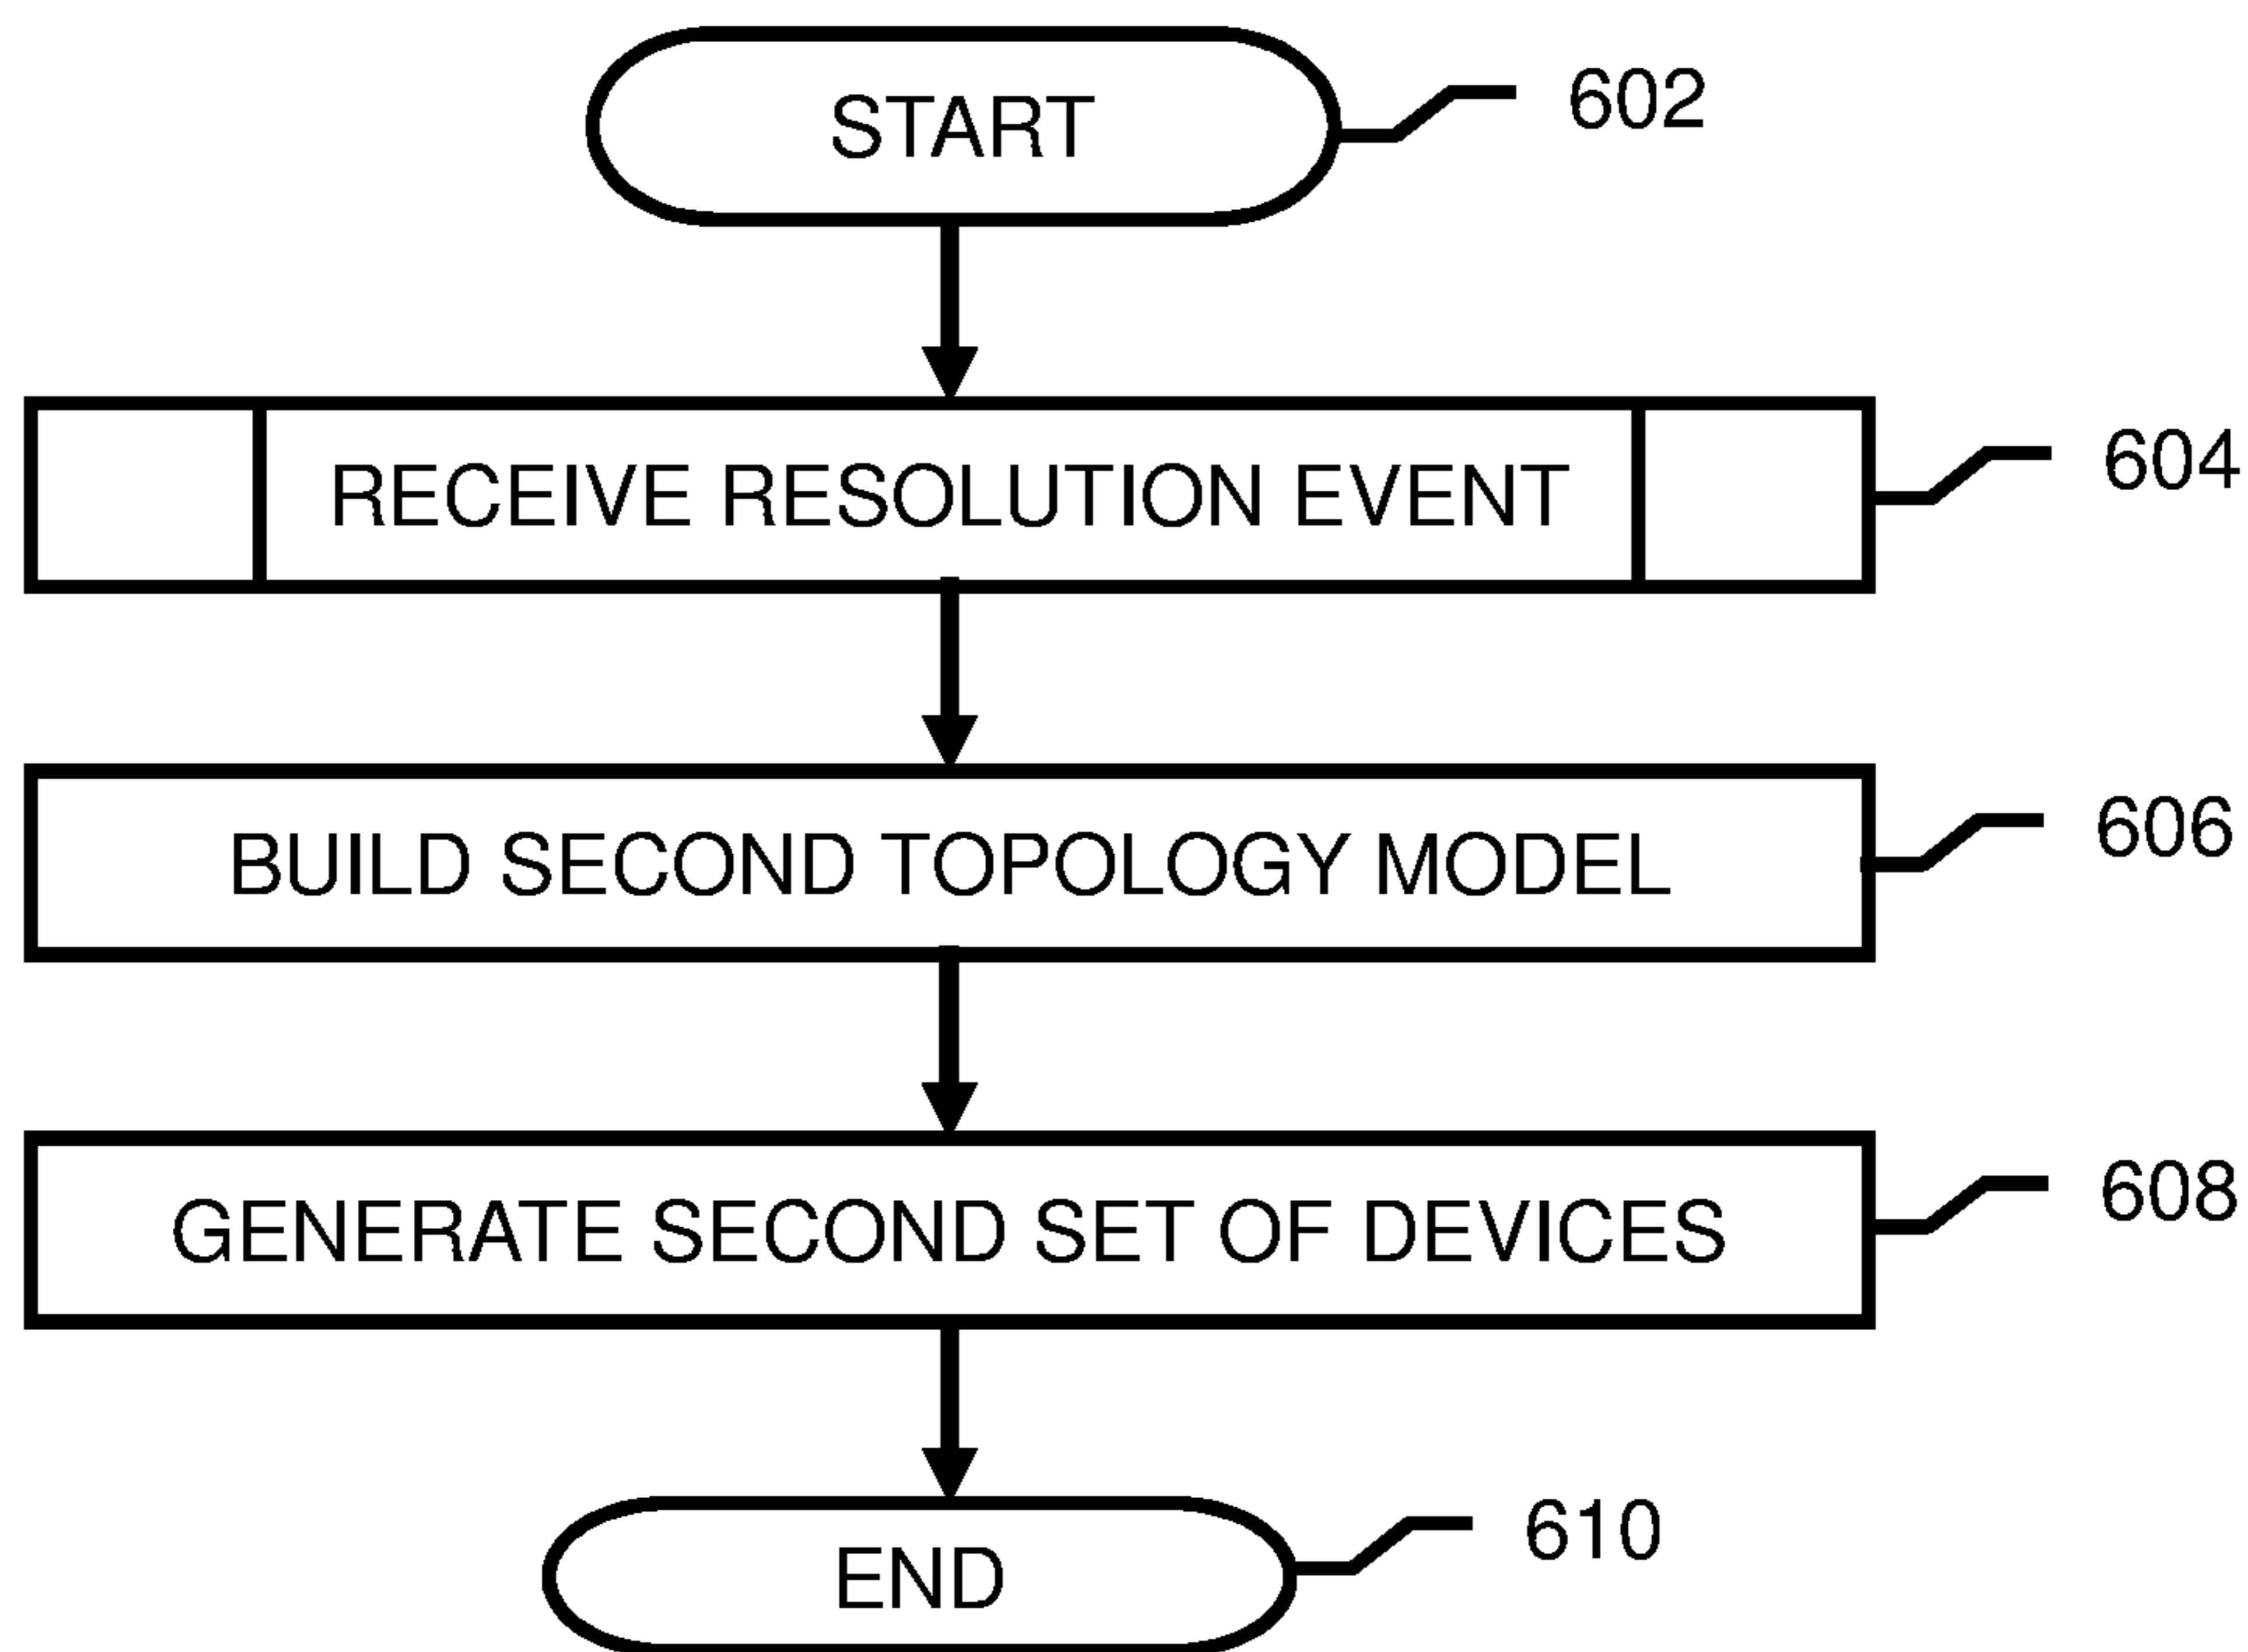 START
602
RECEIVE RESOLUTION EVENT
604
BUILD SECOND TOPOLOGY MODEL
606
GENERATE SECOND SET OF DEVICES
608
END
610